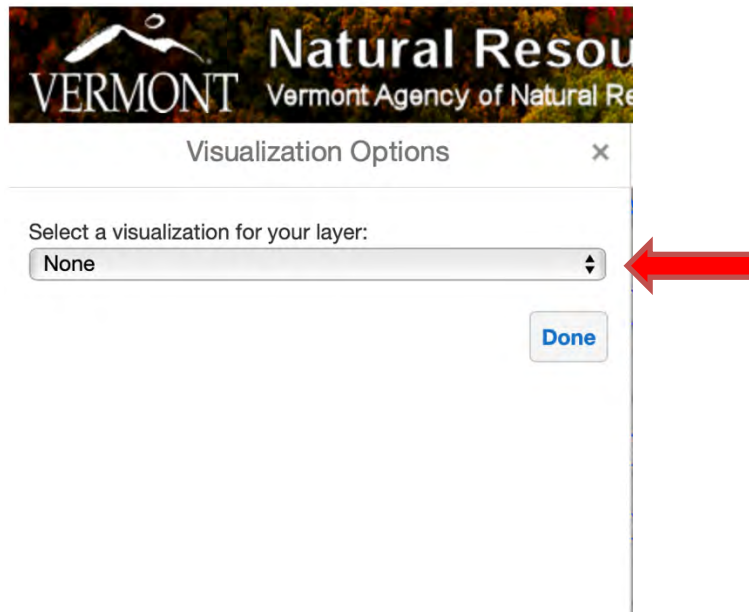 VERMONT
Natural Resou
Vermont Agency of Natural Re
Visualization Options ×
Select a visualization for your layer:
None
Done